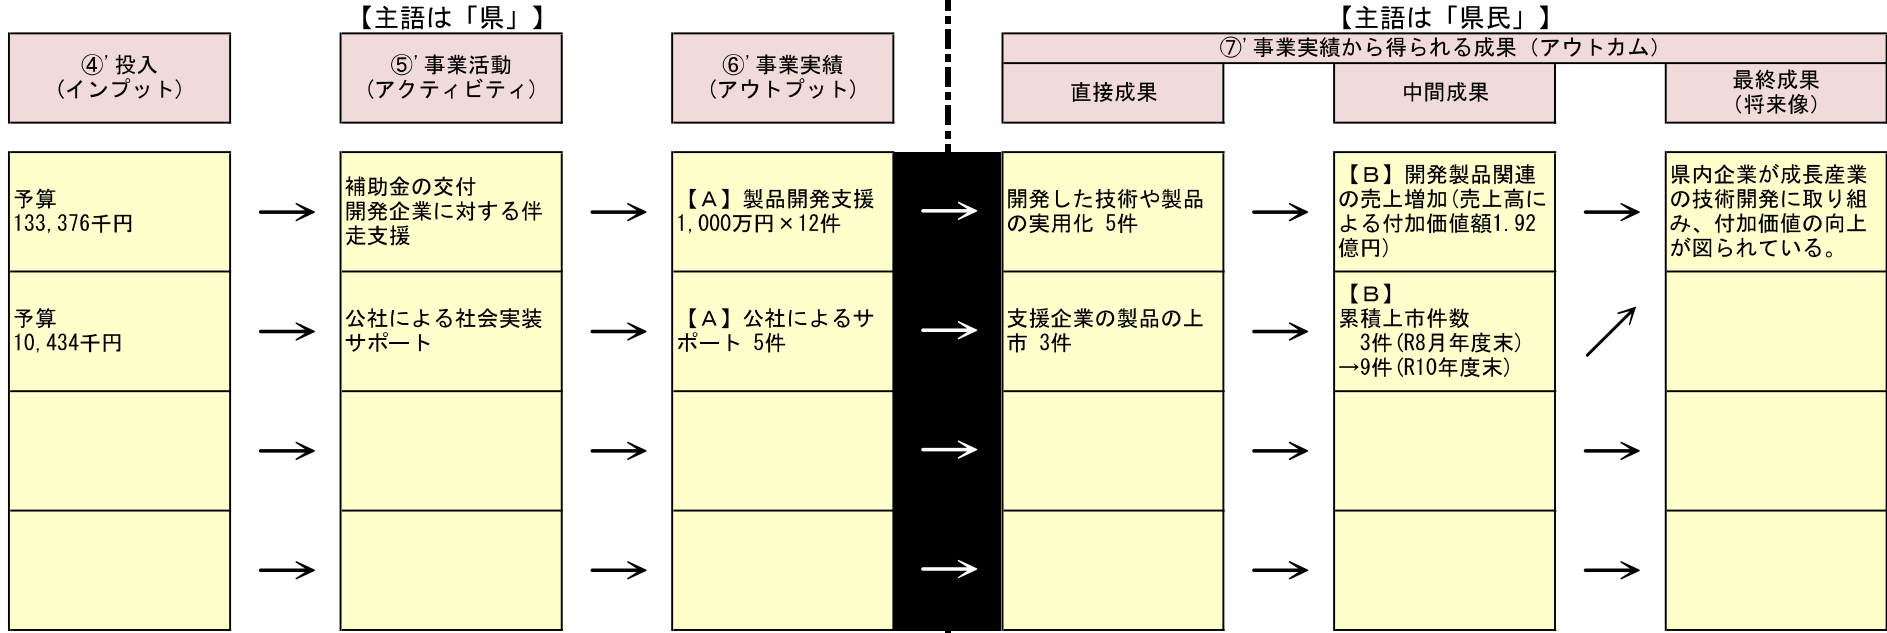 【主語は「県」】
【主語は「県民」】
④'投入
(インプット)
⑤'事業活動
(アクティビティ)
⑥'事業実績
(アウトプット)
⑦'事業実績から得られる成果(アウトカム)
直接成果
中間成果
最終成果
(将来像)
予算
133,376千円
→
補助金の交付
開発企業に対する伴
走支援
→
【A】製品開発支援
1,000万円×12件
→
開発した技術や製品
の実用化 5件
→
【B】開発製品関連
の売上増加(売上高に
よる付加価値額1.92
億円)
→
県内企業が成長産業
の技術開発に取り組
み、付加価値の向上
が図られている。
予算
10,434千円
→
公社による社会実装
サポート
→
【A】公社によるサ
ポート 5件
→
支援企業の製品の上
市 3件
→
【B】
累積上市件数
3件(R8月年度末)
→9件(R10年度末)